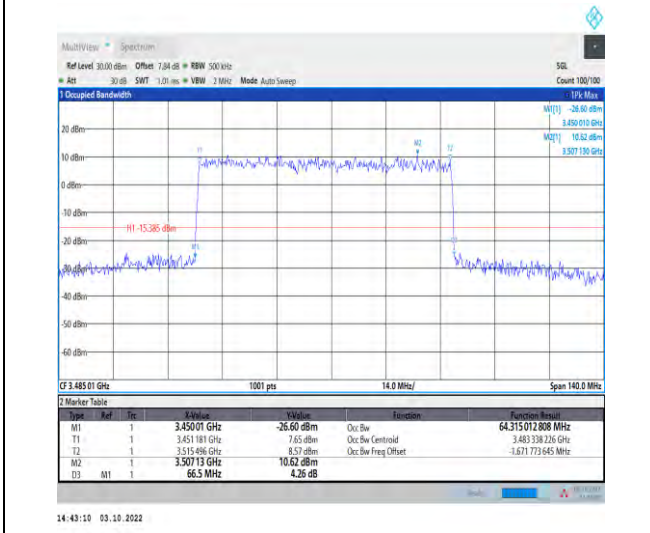 MultiView Spectrum
Ref Level 30.00 dBm Offset 7.84 dB RBW 500 kHz SGL
Att 30 dB SWT 1.01 ms VBW 2 MHz Mode Auto Sweep Count 100/100
1 Occupied Bandwidth 1Pk Max
M1[1] -26.60 dBm
3.450 010 GHz
20 dBm
M2[1] 10.62 dBm
3.507 130 GHz
T1 M2 T2
10 dBm
0 dBm
-10 dBm
H1 -15.385 dBm
-20 dBm
M1 D3
-30 dBm
-40 dBm
-50 dBm
-60 dBm
CF 3.485 01 GHz 1001 pts 14.0 MHz/ Span 140.0 MHz
2 Marker Table
Type Ref Trc X-Value Y-Value Function Function Result
M1 1 3.45001 GHz -26.60 dBm Occ Bw 64.315 012 808 MHz
T1 1 3.451 181 GHz 7.65 dBm Occ Bw Centroid 3.483 338 226 GHz
T2 1 3.515 496 GHz 8.57 dBm Occ Bw Freq Offset -1.671 773 645 MHz
M2 1 3.50713 GHz 10.62 dBm
D3 M1 1 66.5 MHz 4.26 dB
14:43:10 03.10.2022